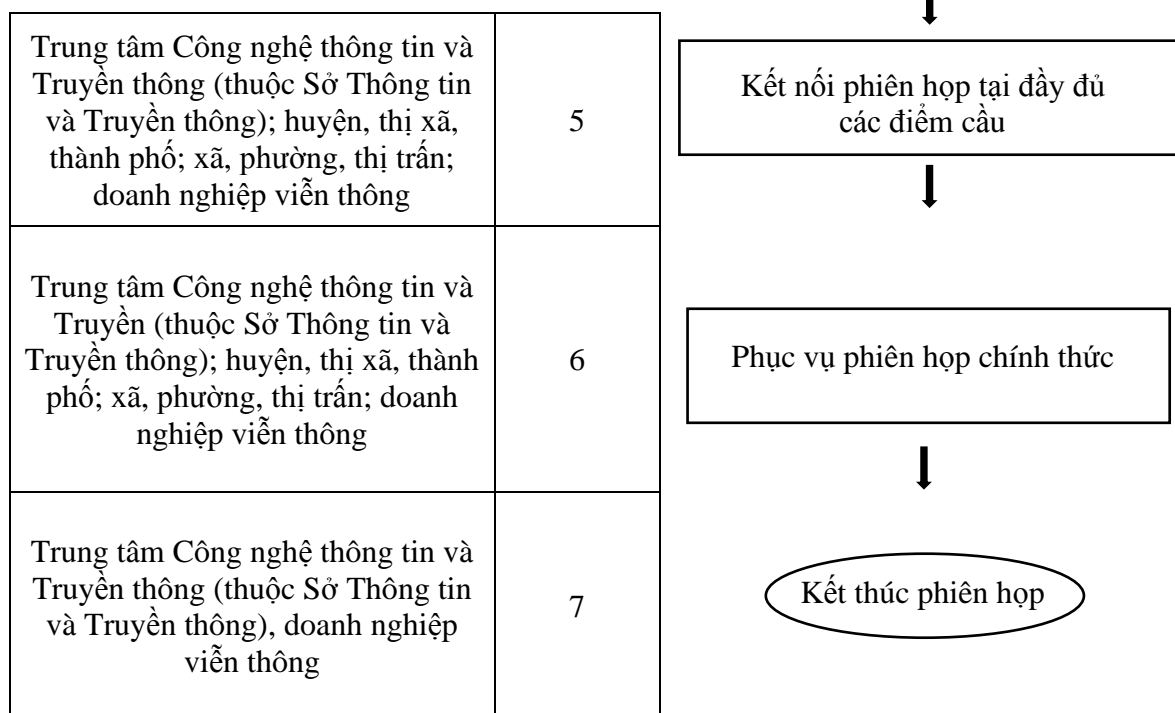 Trung tâm Công nghệ thông tin và
Truyền thông (thuộc Sở Thông tin
và Truyền thông); huyện, thị xã,
thành phố; xã, phường, thị trấn;
doanh nghiệp viễn thông
5
Kết nối phiên họp tại đầy đủ
các điểm cầu
Trung tâm Công nghệ thông tin và
Truyền (thuộc Sở Thông tin và
Truyền thông); huyện, thị xã, thành
phố; xã, phường, thị trấn; doanh
nghiệp viễn thông
6
Phục vụ phiên họp chính thức
Trung tâm Công nghệ thông tin và
Truyền thông (thuộc Sở Thông tin
và Truyền thông), doanh nghiệp
viễn thông
7
Kết thúc phiên họp